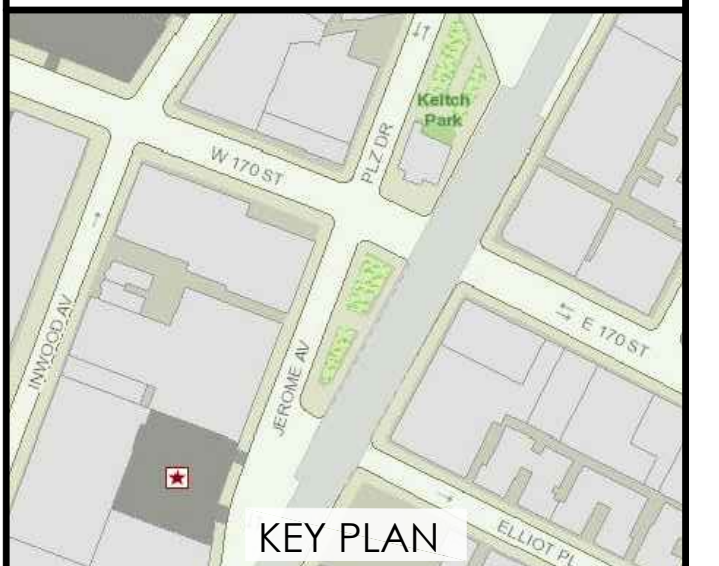 Keltch
Park
PLZ DR
W 170 ST
INWOOD AV
JEROME AV
E 170 ST
ELLIOT PL
KEY PLAN